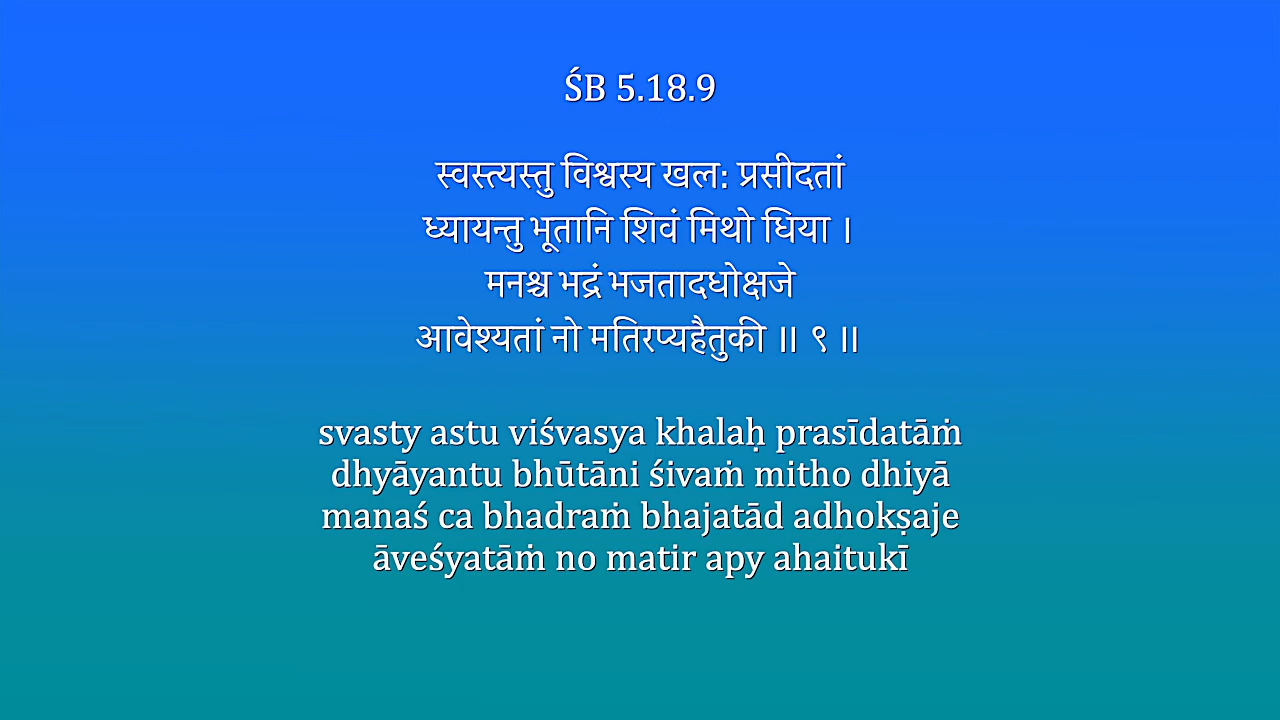 ŚB 5.18.9
स्वस्त्यस्तु विश्वस्य खल: प्रसीदतां
ध्यायन्तु भूतानि शिवं मिथो धिया ।
मनश्च भद्रं भजतादधोक्षजे
आवेश्यतां नो मतिरप्यहैतुकी ॥ ९ ॥
svasty astu viśvasya khalaḥ prasīdatāṁ
dhyāyantu bhūtāni śivaṁ mitho dhiyā
manaś ca bhadraṁ bhajatād adhokṣaje
āveśyatāṁ no matir apy ahaitukī